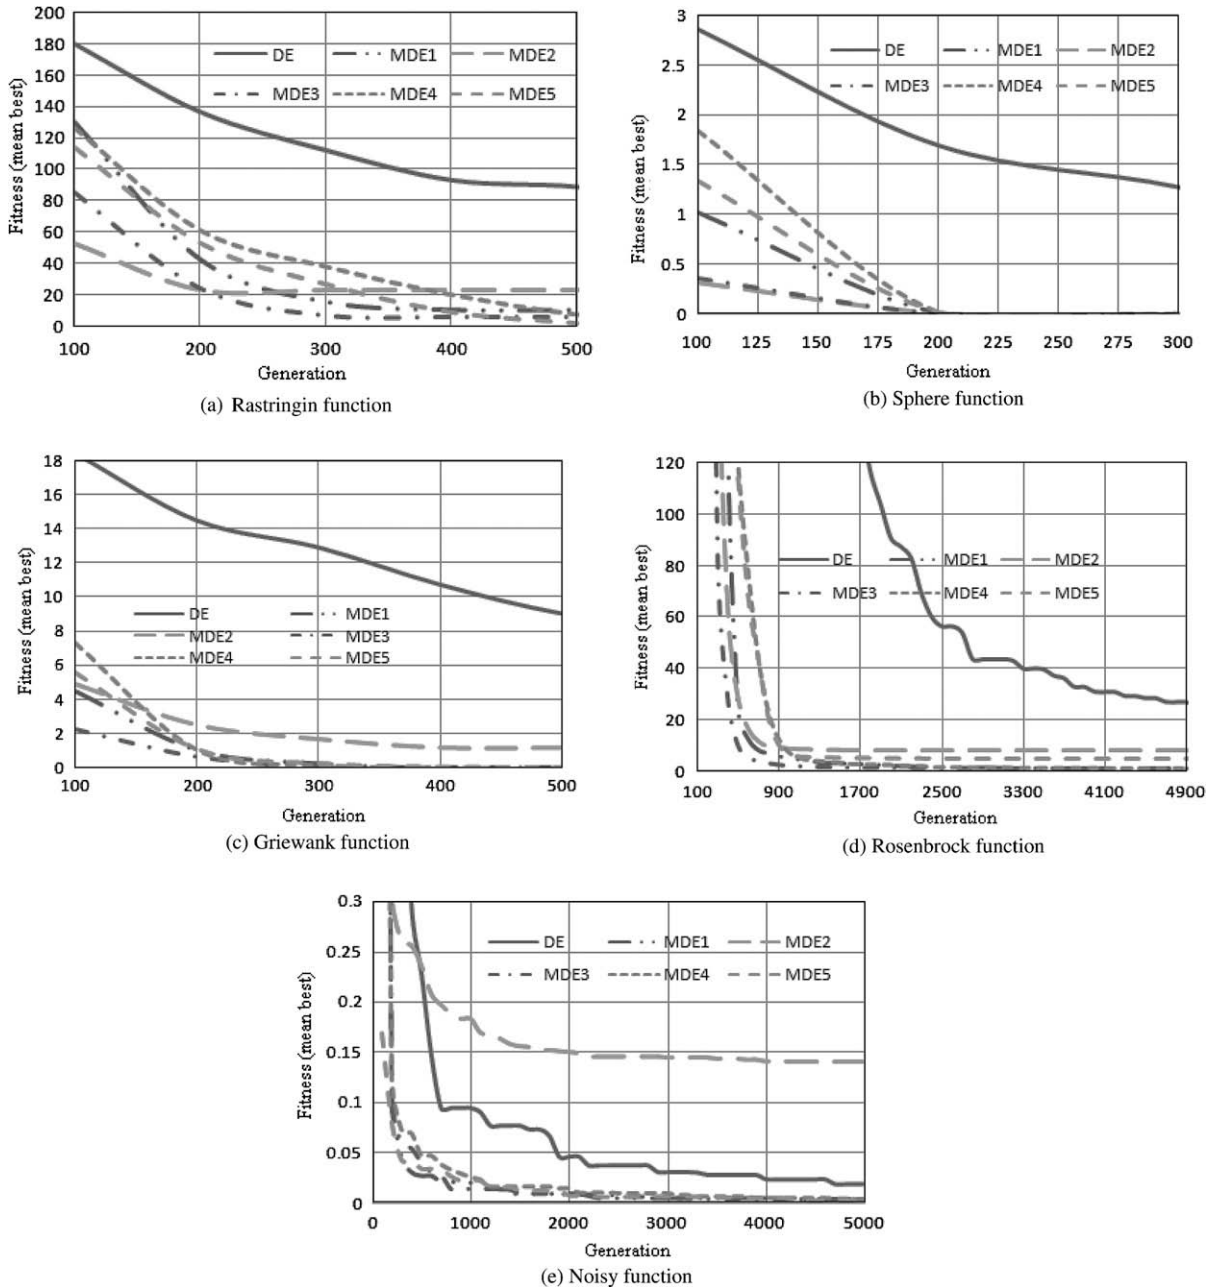 200
180
160
140
120
100
80
60
40
20
0
Fitness (mean best)
DE MDE1 MDE2
MDE3 MDE4 MDE5
100 200 300 400 500
Generation
(a) Rastringin function
3
2.5
2
1.5
1
0.5
0
Fitness (mean best)
DE MDE1 MDE2
MDE3 MDE4 MDE5
100 125 150 175 200 225 250 275 300
Generation
(b) Sphere function
18
16
14
12
10
8
6
4
2
0
Fitness (mean best)
DE MDE1
MDE2 MDE3
MDE4 MDE5
100 200 300 400 500
Generation
(c) Griewank function
120
100
80
60
40
20
0
Fitness (mean best)
DE MDE1 MDE2
MDE3 MDE4 MDE5
100 900 1700 2500 3300 4100 4900
Generation
(d) Rosenbrock function
0.3
0.25
0.2
0.15
0.1
0.05
0
Fitness (mean best)
DE MDE1 MDE2
MDE3 MDE4 MDE5
0 1000 2000 3000 4000 5000
Generation
(e) Noisy function